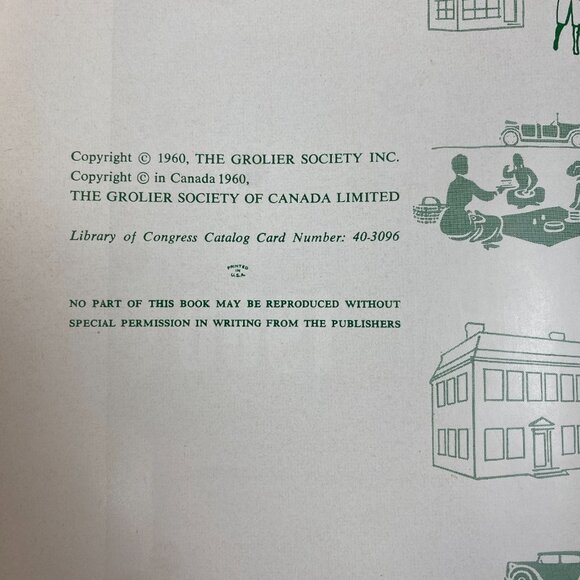 Copyright © 1960, THE GROLIER SOCIETY INC.
Copyright © in Canada 1960,
THE GROLIER SOCIETY OF CANADA LIMITED
Library of Congress Catalog Card Number: 40-3096
PRINTED
IN
U.S.A.
NO PART OF THIS BOOK MAY BE REPRODUCED WITHOUT
SPECIAL PERMISSION IN WRITING FROM THE PUBLISHERS